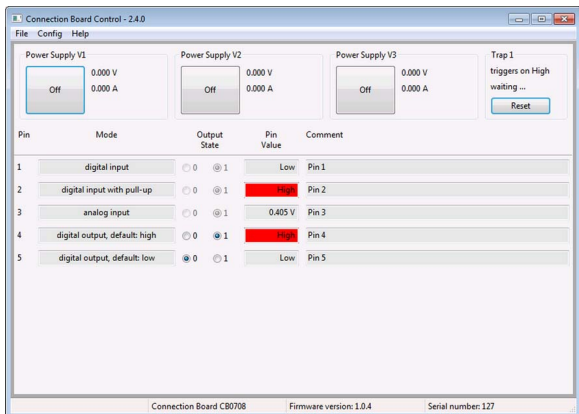 Connection Board Control - 2.4.0
File Config Help
Power Supply V1
Off
0.000 V
0.000 A
Power Supply V2
Off
0.000 V
0.000 A
Power Supply V3
Off
0.000 V
0.000 A
Trap 1
triggers on High
waiting ...
Reset
Pin Mode Output State Pin Value Comment
1 digital input 0 1 Low Pin 1
2 digital input with pull-up 0 1 High Pin 2
3 analog input 0 1 0.405 V Pin 3
4 digital output, default: high 0 1 High Pin 4
5 digital output, default: low 0 1 Low Pin 5
Connection Board CB0708 Firmware version: 1.0.4 Serial number: 127